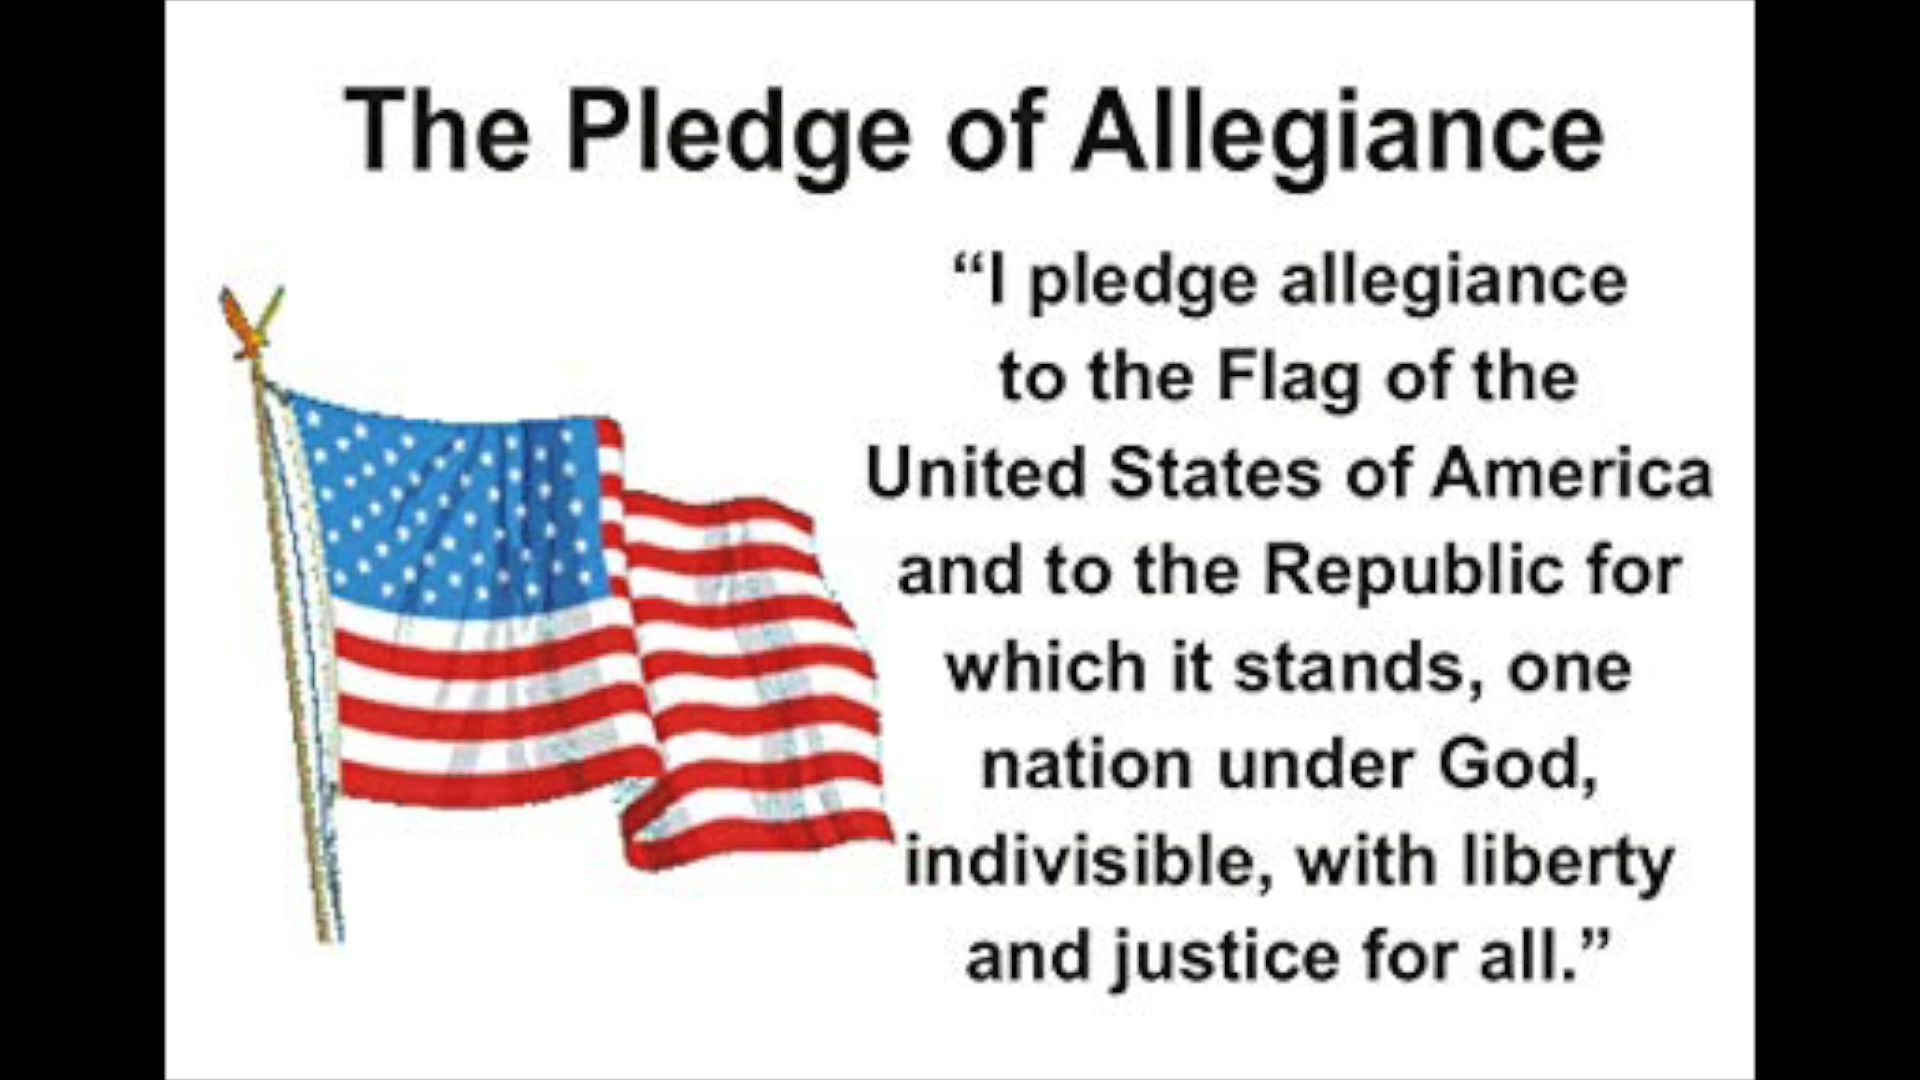 The Pledge of Allegiance
“I pledge allegiance
to the Flag of the
United States of America
and to the Republic for
which it stands, one
nation under God,
indivisible, with liberty
and justice for all.”